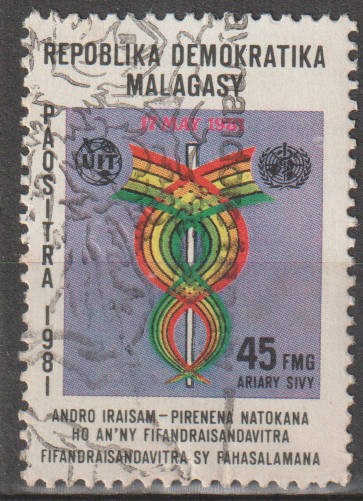 REPOBLIKA DEMOKRATIKA
MALAGASY
PAOSITRA 1981
17 MAY 1981
UIT
45 FMG
ARIARY SIVY
ANDRO IRAISAM-PIRENENA NATOKANA
HO AN'NY FIFANDRAISANDAVITRA
FIFANDRAISANDAVITRA SY FAHASALAMANA